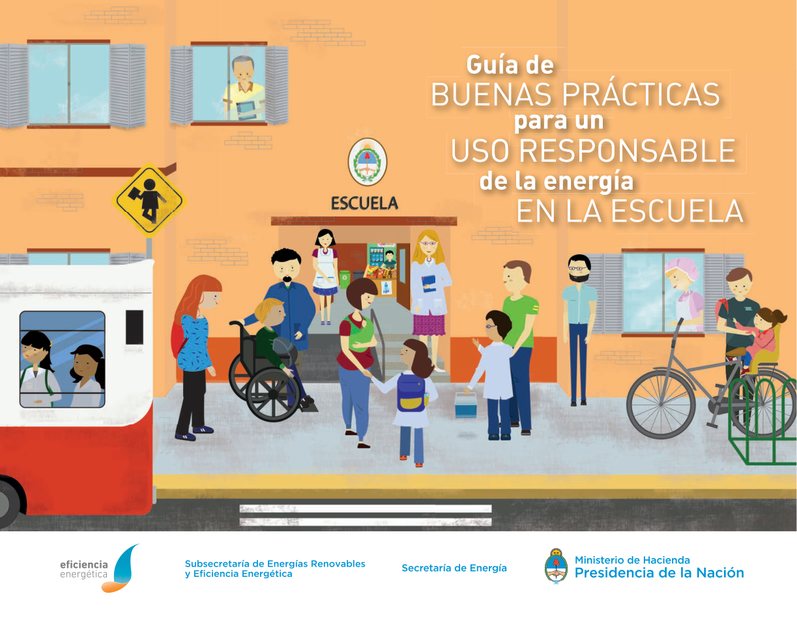 Guía de
BUENAS PRÁCTICAS
para un
USO RESPONSABLE
de la energía
EN LA ESCUELA
ESCUELA
eficiencia
energética
Subsecretaría de Energías Renovables
y Eficiencia Energética
Secretaría de Energía
Ministerio de Hacienda
Presidencia de la Nación